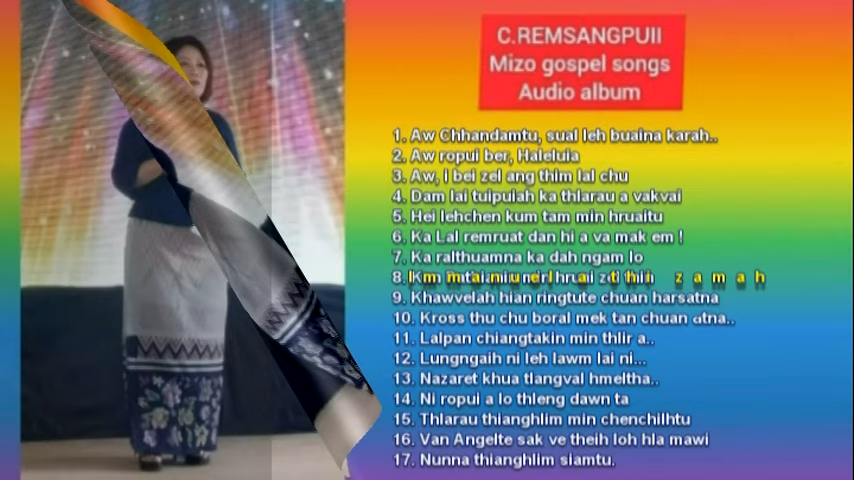 C.REMSANGPUII
Mizo gospel songs
Audio album
1. Aw Chhandamtu, sual leh buaina karah..
2. Aw ropui ber, Haleluia
3. Aw, i bei zel ang thim lal chu
4. Dam lai tuipuiah ka thlarau a vakvai
5. Hei lehchen kum tam min hruaitu
6. Ka Lal remruat dan hi a va mak em !
7. Ka ralthuamna ka dah ngam lo
8. zamah
9. Khawvelah hian ringtute chuan harsatna
10. Kross thu chu boral mek tan chuan atna..
11. Lalpan chiangtakin min thlir a..
12. Lungngaih ni leh lawm lai ni...
13. Nazaret khua tlangval hmeltha..
14. Ni ropui a lo thleng dawn ta
15. Thlarau thianghlim min chenchilhtu
16. Van Angelte sak ve theih loh hla mawi
17. Nunna thianghlim siamtu.